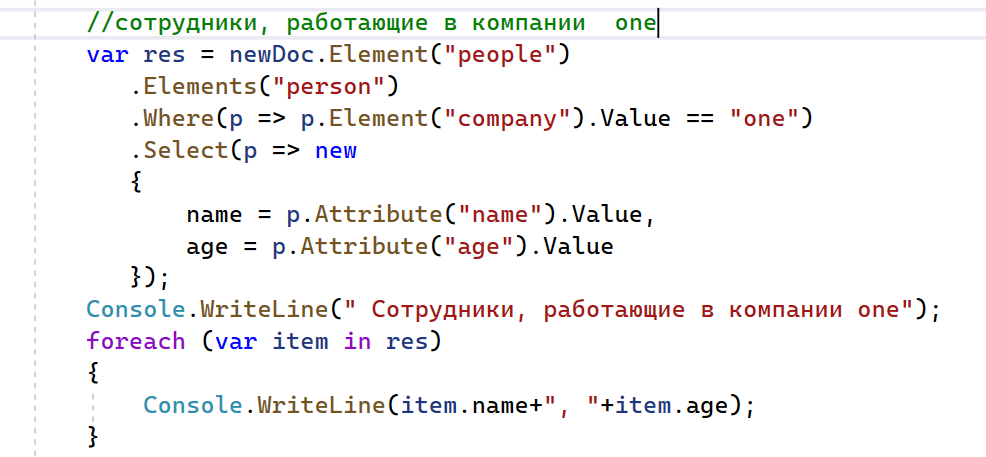 //сотрудники, работающие в компании  one
var res = newDoc.Element("people")
.Elements("person")
.Where(p => p.Element("company").Value == "one")
.Select(p => new
{
name = p.Attribute("name").Value,
age = p.Attribute("age").Value
});
Console.WriteLine(" Сотрудники, работающие в компании one");
foreach (var item in res)
{
Console.WriteLine(item.name+", "+item.age);
}